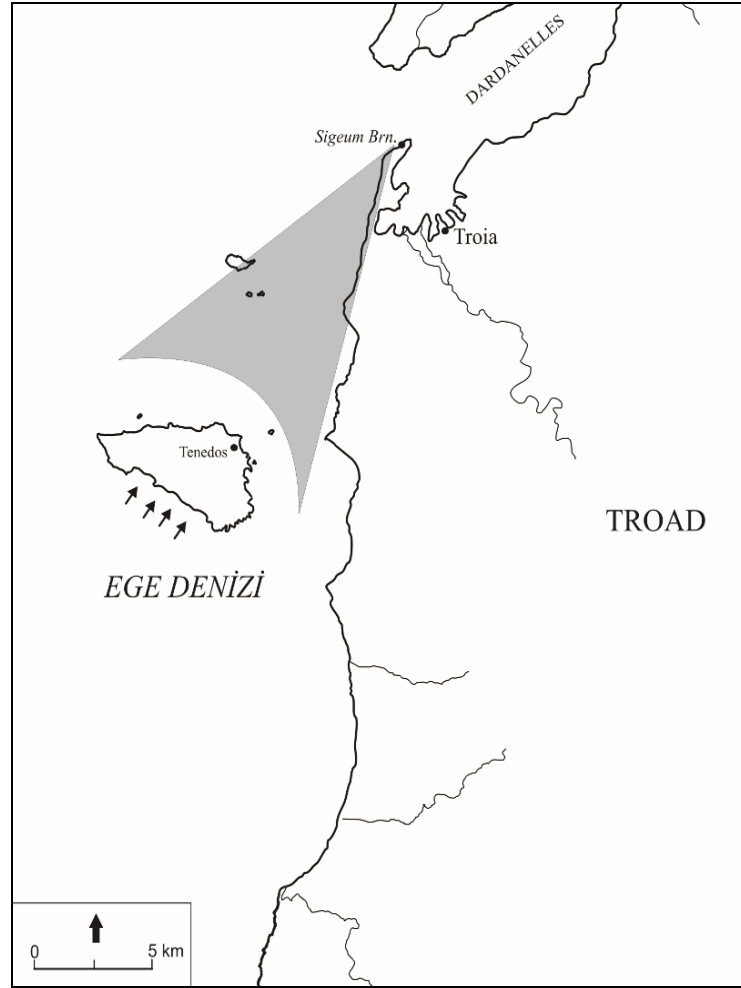 DARDANELLES
Sigeum Brn.
Troia
Tenedos
TROAD
EGE DENİZİ
0 5 km